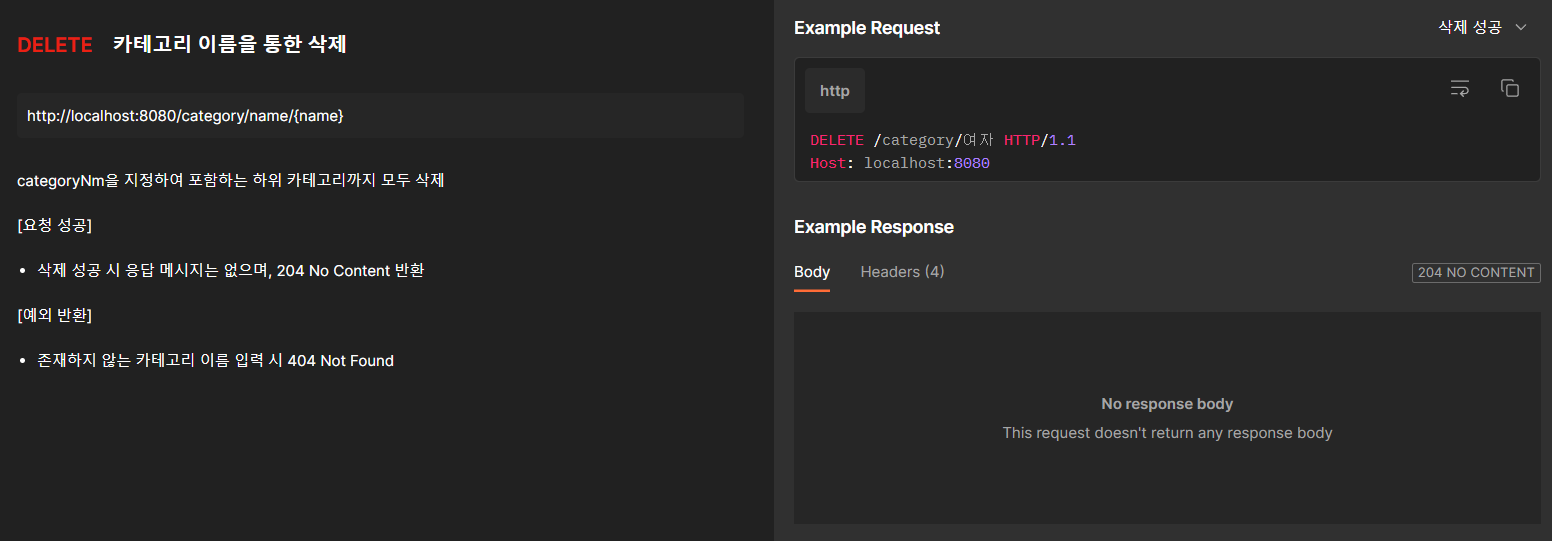 DELETE 카테고리 이름을 통한 삭제
http://localhost:8080/category/name/{name}
categoryNm을 지정하여 포함하는 하위 카테고리까지 모두 삭제
[요청 성공]
• 삭제 성공 시 응답 메시지는 없으며, 204 No Content 반환
[예외 반환]
• 존재하지 않는 카테고리 이름 입력 시 404 Not Found
Example Request
삭제 성공
http
DELETE /category/여자 HTTP/1.1
Host: localhost:8080
Example Response
Body Headers (4)
204 NO CONTENT
No response body
This request doesn't return any response body